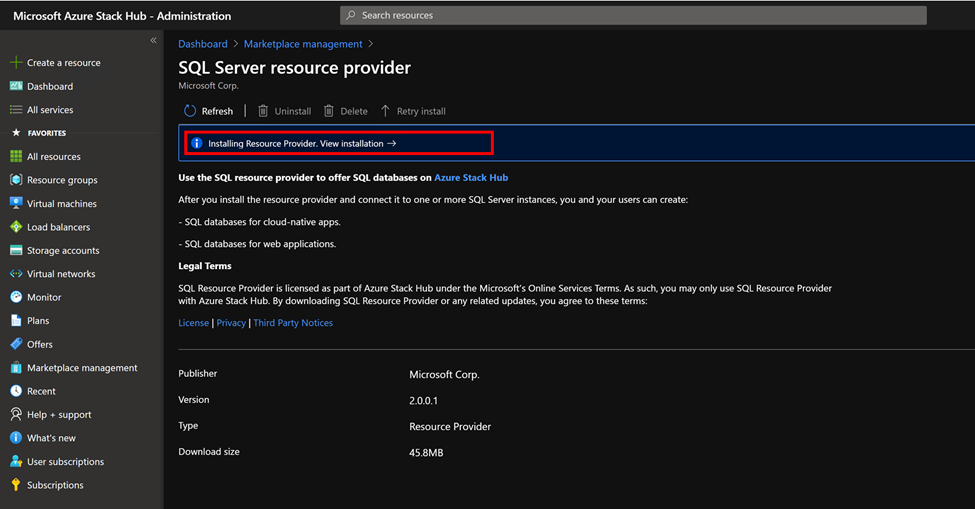 Microsoft Azure Stack Hub - Administration
Search resources
«
Create a resource
Dashboard
All services
FAVORITES
All resources
Resource groups
Virtual machines
Load balancers
Storage accounts
Virtual networks
Monitor
Plans
Offers
Marketplace management
Recent
Help + support
What's new
User subscriptions
Subscriptions
Dashboard > Marketplace management >
SQL Server resource provider
Microsoft Corp.
Refresh | Uninstall Delete Retry install
Installing Resource Provider. View installation →
Use the SQL resource provider to offer SQL databases on Azure Stack Hub
After you install the resource provider and connect it to one or more SQL Server instances, you and your users can create:
- SQL databases for cloud-native apps.
- SQL databases for web applications.
Legal Terms
SQL Resource Provider is licensed as part of Azure Stack Hub under the Microsoft's Online Services Terms. As such, you may only use SQL Resource Provider
with Azure Stack Hub. By downloading SQL Resource Provider or any related updates, you agree to these terms:
License | Privacy | Third Party Notices
Publisher Microsoft Corp.
Version 2.0.0.1
Type Resource Provider
Download size 45.8MB